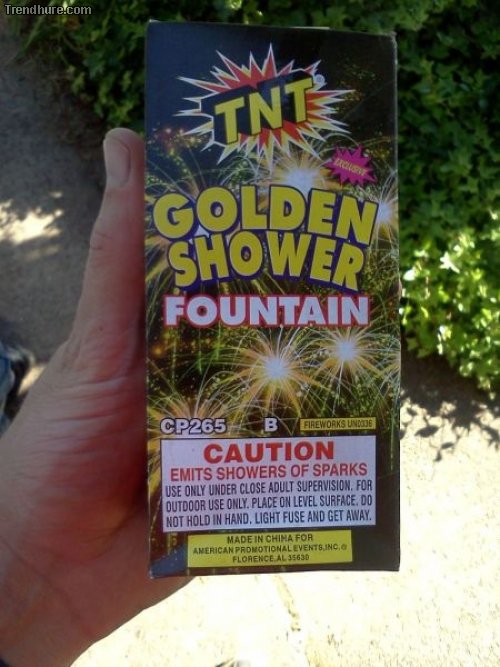 Trendhure.com
TNT®
EXCLUSIVE
GOLDEN
SHOWER
FOUNTAIN
CP265 B FIREWORKS UN0336
CAUTION
EMITS SHOWERS OF SPARKS
USE ONLY UNDER CLOSE ADULT SUPERVISION. FOR
OUTDOOR USE ONLY. PLACE ON LEVEL SURFACE. DO
NOT HOLD IN HAND. LIGHT FUSE AND GET AWAY.
MADE IN CHINA FOR
AMERICAN PROMOTIONAL EVENTS,INC.®
FLORENCE,AL 35630